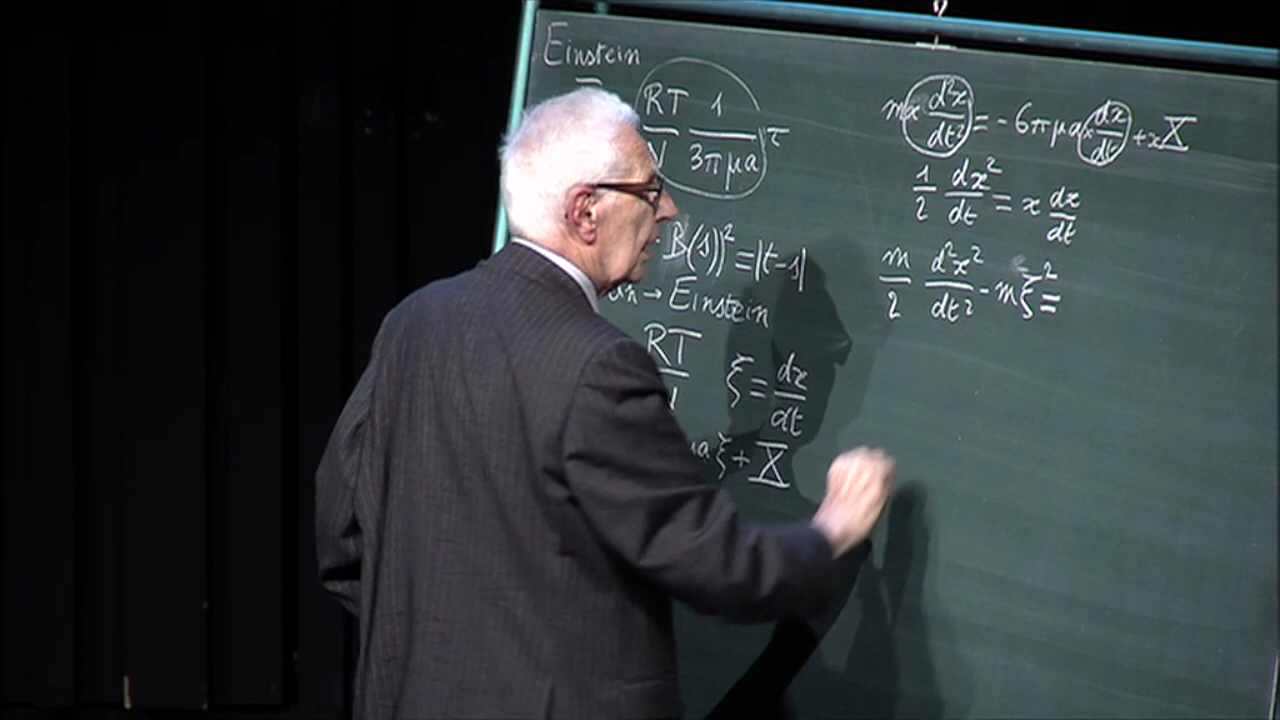 Einstein
RT 1
N 3πμa τ
B(s))² = |t-s|
→ Einstein
RT
ξ = dx
dt
a ξ + X
mx d²x/dt² = - 6πμa x dx/dt + x X
1/2 dx²/dt = x dx/dt
m/2 d²x²/dt² - mξ² =